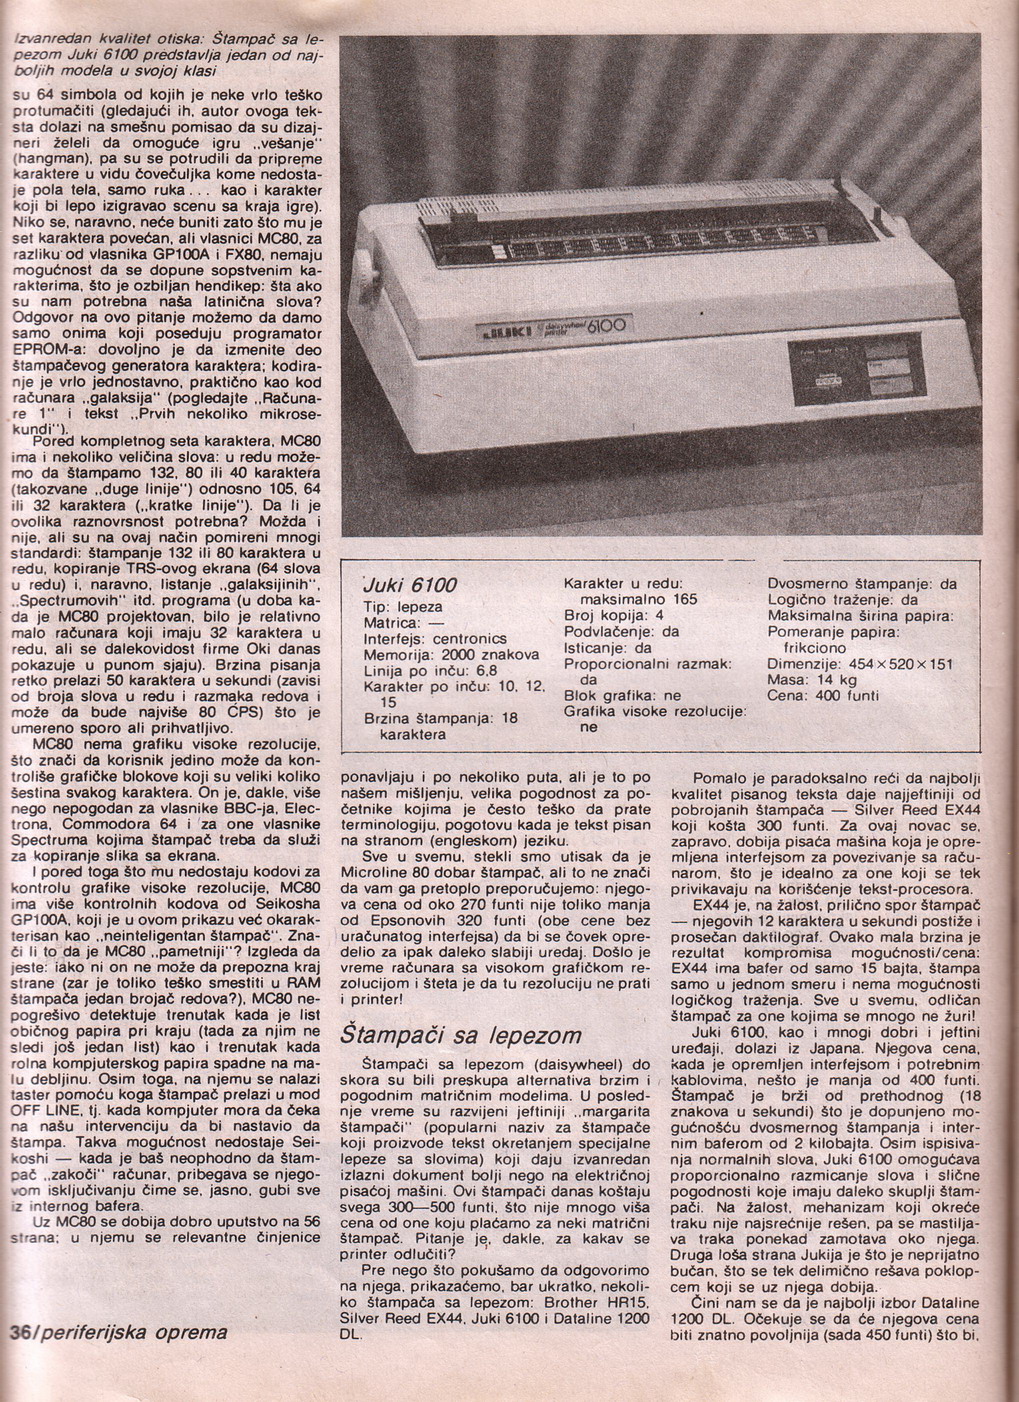 Izvanredan kvalitet otiska: Štampač sa le-
pezom Juki 6100 predstavlja jedan od naj-
boljih modela u svojoj klasi
su 64 simbola od kojih je neke vrlo teško
protumačiti (gledajući ih, autor ovoga tek-
sta dolazi na smešnu pomisao da su dizaj-
neri želeli da omoguće igru „vešanje"
(hangman), pa su se potrudili da pripreme
karaktere u vidu čovečuljka kome nedosta-
je pola tela, samo ruka... kao i karakter
koji bi lepo izigravao scenu sa kraja igre).
Niko se, naravno, neće buniti zato što mu je
set karaktera povećan, ali vlasnici MC80, za
razliku od vlasnika GP100A i FX80, nemaju
mogućnost da se dopune sopstvenim ka-
rakterima, što je ozbiljan hendikep: šta ako
su nam potrebna naša latinična slova?
Odgovor na ovo pitanje možemo da damo
samo onima koji poseduju programator
EPROM-a: dovoljno je da izmenite deo
štampačevog generatora karaktera; kodira-
nje je vrlo jednostavno, praktično kao kod
računara „galaksija" (pogledajte „Računa-
re 1" i tekst „Prvih nekoliko mikrose-
kundi").
Pored kompletnog seta karaktera, MC80
ima i nekoliko veličina slova: u redu može-
mo da štampamo 132, 80 ili 40 karaktera
(takozvane „duge linije") odnosno 105, 64
ili 32 karaktera („kratke linije"). Da li je
ovolika raznovrsnost potrebna? Možda i
nije, ali su na ovaj način pomireni mnogi
standardi: štampanje 132 ili 80 karaktera u
redu, kopiranje TRS-ovog ekrana (64 slova
u redu) i, naravno, listanje „galaksijinih",
„Spectrumovih" itd. programa (u doba ka-
da je MC80 projektovan, bilo je relativno
malo računara koji imaju 32 karaktera u
redu, ali se dalekovidost firme Oki danas
pokazuje u punom sjaju). Brzina pisanja
retko prelazi 50 karaktera u sekundi (zavisi
od broja slova u redu i razmaka redova i
može da bude najviše 80 CPS) što je
umereno sporo ali prihvatljivo.
MC80 nema grafiku visoke rezolucije,
što znači da korisnik jedino može da kon-
troliše grafičke blokove koji su veliki koliko
šestina svakog karaktera. On je, dakle, više
nego nepogodan za vlasnike BBC-ja, Elec-
trona, Commodora 64 i za one vlasnike
Spectruma kojima štampač treba da služi
za kopiranje slika sa ekrana.
I pored toga što mu nedostaju kodovi za
kontrolu grafike visoke rezolucije, MC80
ima više kontrolnih kodova od Seikosha
GP100A, koji je u ovom prikazu već okarak-
terisan kao „neinteligentan štampač". Zna-
či li to da je MC80 „pametniji"? Izgleda da
jeste: iako ni on ne može da prepozna kraj
strane (zar je toliko teško smestiti u RAM
štampača jedan brojač redova?), MC80 ne-
pogrešivo detektuje trenutak kada je list
običnog papira pri kraju (tada za njim ne
sledi još jedan list) kao i trenutak kada
rolna kompjuterskog papira spadne na ma-
lu debljinu. Osim toga, na njemu se nalazi
taster pomoću koga štampač prelazi u mod
OFF LINE, tj. kada kompjuter mora da čeka
na našu intervenciju da bi nastavio da
štampa. Takva mogućnost nedostaje Sei-
koshi — kada je baš neophodno da štam-
pač „zakoči" računar, pribegava se njego-
vom isključivanju čime se, jasno, gubi sve
iz internog bafera.
Uz MC80 se dobija dobro uputstvo na 56
strana; u njemu se relevantne činjenice
36/periferijska oprema
JUKI daisywheel printer 6100
Juki 6100
Tip: lepeza
Matrica: —
Interfejs: centronics
Memorija: 2000 znakova
Linija po inču: 6,8
Karakter po inču: 10, 12,
15
Brzina štampanja: 18
karaktera
Karakter u redu:
maksimalno 165
Broj kopija: 4
Podvlačenje: da
Isticanje: da
Proporcionalni razmak:
da
Blok grafika: ne
Grafika visoke rezolucije:
ne
Dvosmerno štampanje: da
Logično traženje: da
Maksimalna širina papira:
Pomeranje papira:
frikciono
Dimenzije: 454×520×151
Masa: 14 kg
Cena: 400 funti
ponavljaju i po nekoliko puta, ali je to po
našem mišljenju, velika pogodnost za po-
četnike kojima je često teško da prate
terminologiju, pogotovu kada je tekst pisan
na stranom (engleskom) jeziku.
Sve u svemu, stekli smo utisak da je
Microline 80 dobar štampač, ali to ne znači
da vam ga pretoplo preporučujemo: njego-
va cena od oko 270 funti nije toliko manja
od Epsonovih 320 funti (obe cene bez
uračunatog interfejsa) da bi se čovek opre-
delio za ipak daleko slabiji uređaj. Došlo je
vreme računara sa visokom grafičkom re-
zolucijom i šteta je da tu rezoluciju ne prati
i printer!
Štampači sa lepezom
Štampači sa lepezom (daisywheel) do
skora su bili preskupa alternativa brzim i
pogodnim matričnim modelima. U posled-
nje vreme su razvijeni jeftiniji „margarita
štampači" (popularni naziv za štampače
koji proizvode tekst okretanjem specijalne
lepeze sa slovima) koji daju izvanredan
izlazni dokument bolji nego na električnoj
pisaćoj mašini. Ovi štampači danas koštaju
svega 300—500 funti, što nije mnogo viša
cena od one koju plaćamo za neki matrični
štampač. Pitanje je, dakle, za kakav se
printer odlučiti?
Pre nego što pokušamo da odgovorimo
na njega, prikazaćemo, bar ukratko, nekoli-
ko štampača sa lepezom: Brother HR15,
Silver Reed EX44, Juki 6100 i Dataline 1200
DL.
Pomalo je paradoksalno reći da najbolji
kvalitet pisanog teksta daje najjeftiniji od
pobrojanih štampača — Silver Reed EX44
koji košta 300 funti. Za ovaj novac se,
zapravo, dobija pisaća mašina koja je opre-
mljena interfejsom za povezivanje sa raču-
narom, što je idealno za one koji se tek
privikavaju na korišćenje tekst-procesora.
EX44 je, na žalost, prilično spor štampač
— njegovih 12 karaktera u sekundi postiže i
prosečan daktilograf. Ovako mala brzina je
rezultat kompromisa mogućnosti/cena:
EX44 ima bafer od samo 15 bajta, štampa
samo u jednom smeru i nema mogućnosti
logičkog traženja. Sve u svemu, odličan
štampač za one kojima se mnogo ne žuri!
Juki 6100, kao i mnogi dobri i jeftini
uređaji, dolazi iz Japana. Njegova cena,
kada je opremljen interfejsom i potrebnim
kablovima, nešto je manja od 400 funti.
Štampač je brži od prethodnog (18
znakova u sekundi) što je dopunjeno mo-
gućnošću dvosmernog štampanja i inter-
nim baferom od 2 kilobajta. Osim ispisiva-
nja normalnih slova, Juki 6100 omogućava
proporcionalno razmicanje slova i slične
pogodnosti koje imaju daleko skuplji štam-
pači. Na žalost, mehanizam koji okreće
traku nije najsrećnije rešen, pa se mastilja-
va traka ponekad zamotava oko njega.
Druga loša strana Jukija je što je neprijatno
bučan, što se tek delimično rešava poklop-
cem koji se uz njega dobija.
Čini nam se da je najbolji izbor Dataline
1200 DL. Očekuje se da će njegova cena
biti znatno povoljnija (sada 450 funti) što bi,